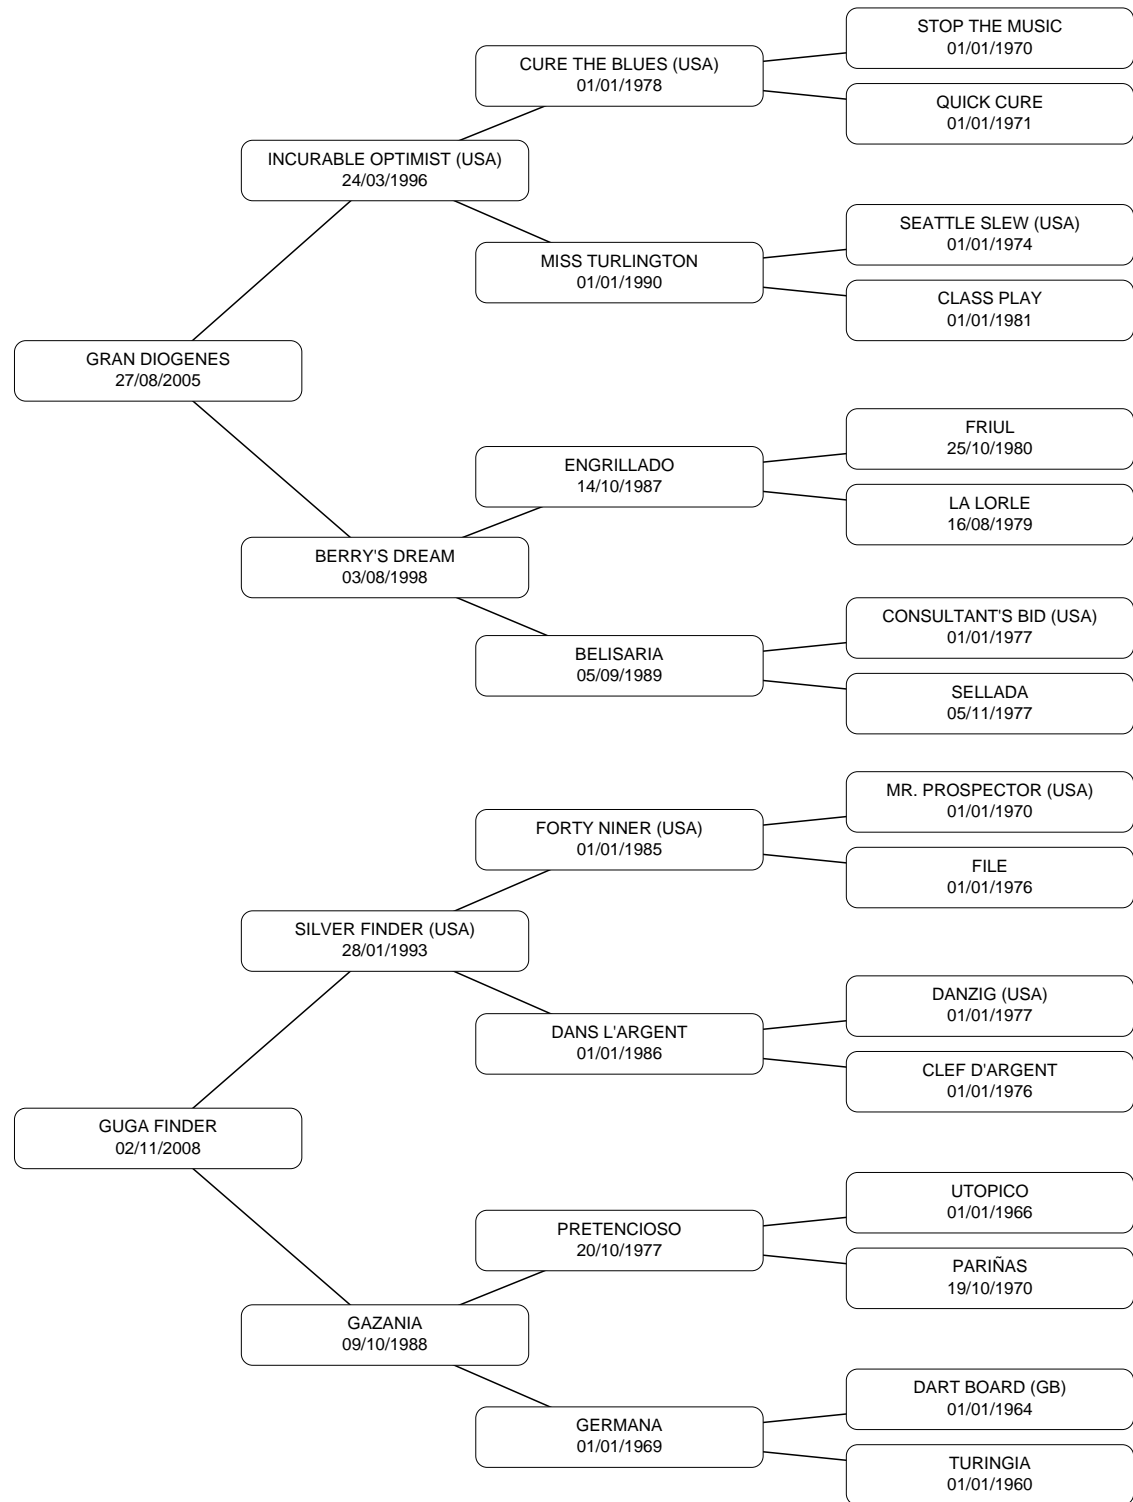 STOP THE MUSIC
01/01/1970
CURE THE BLUES (USA)
01/01/1978
QUICK CURE
01/01/1971
INCURABLE OPTIMIST (USA)
24/03/1996
SEATTLE SLEW (USA)
01/01/1974
MISS TURLINGTON
01/01/1990
CLASS PLAY
01/01/1981
GRAN DIOGENES
27/08/2005
FRIUL
25/10/1980
ENGRILLADO
14/10/1987
LA LORLE
16/08/1979
BERRY'S DREAM
03/08/1998
CONSULTANT'S BID (USA)
01/01/1977
BELISARIA
05/09/1989
SELLADA
05/11/1977
MR. PROSPECTOR (USA)
01/01/1970
FORTY NINER (USA)
01/01/1985
FILE
01/01/1976
SILVER FINDER (USA)
28/01/1993
DANZIG (USA)
01/01/1977
DANS L'ARGENT
01/01/1986
CLEF D'ARGENT
01/01/1976
GUGA FINDER
02/11/2008
UTOPICO
01/01/1966
PRETENCIOSO
20/10/1977
PARIÑAS
19/10/1970
GAZANIA
09/10/1988
DART BOARD (GB)
01/01/1964
GERMANA
01/01/1969
TURINGIA
01/01/1960